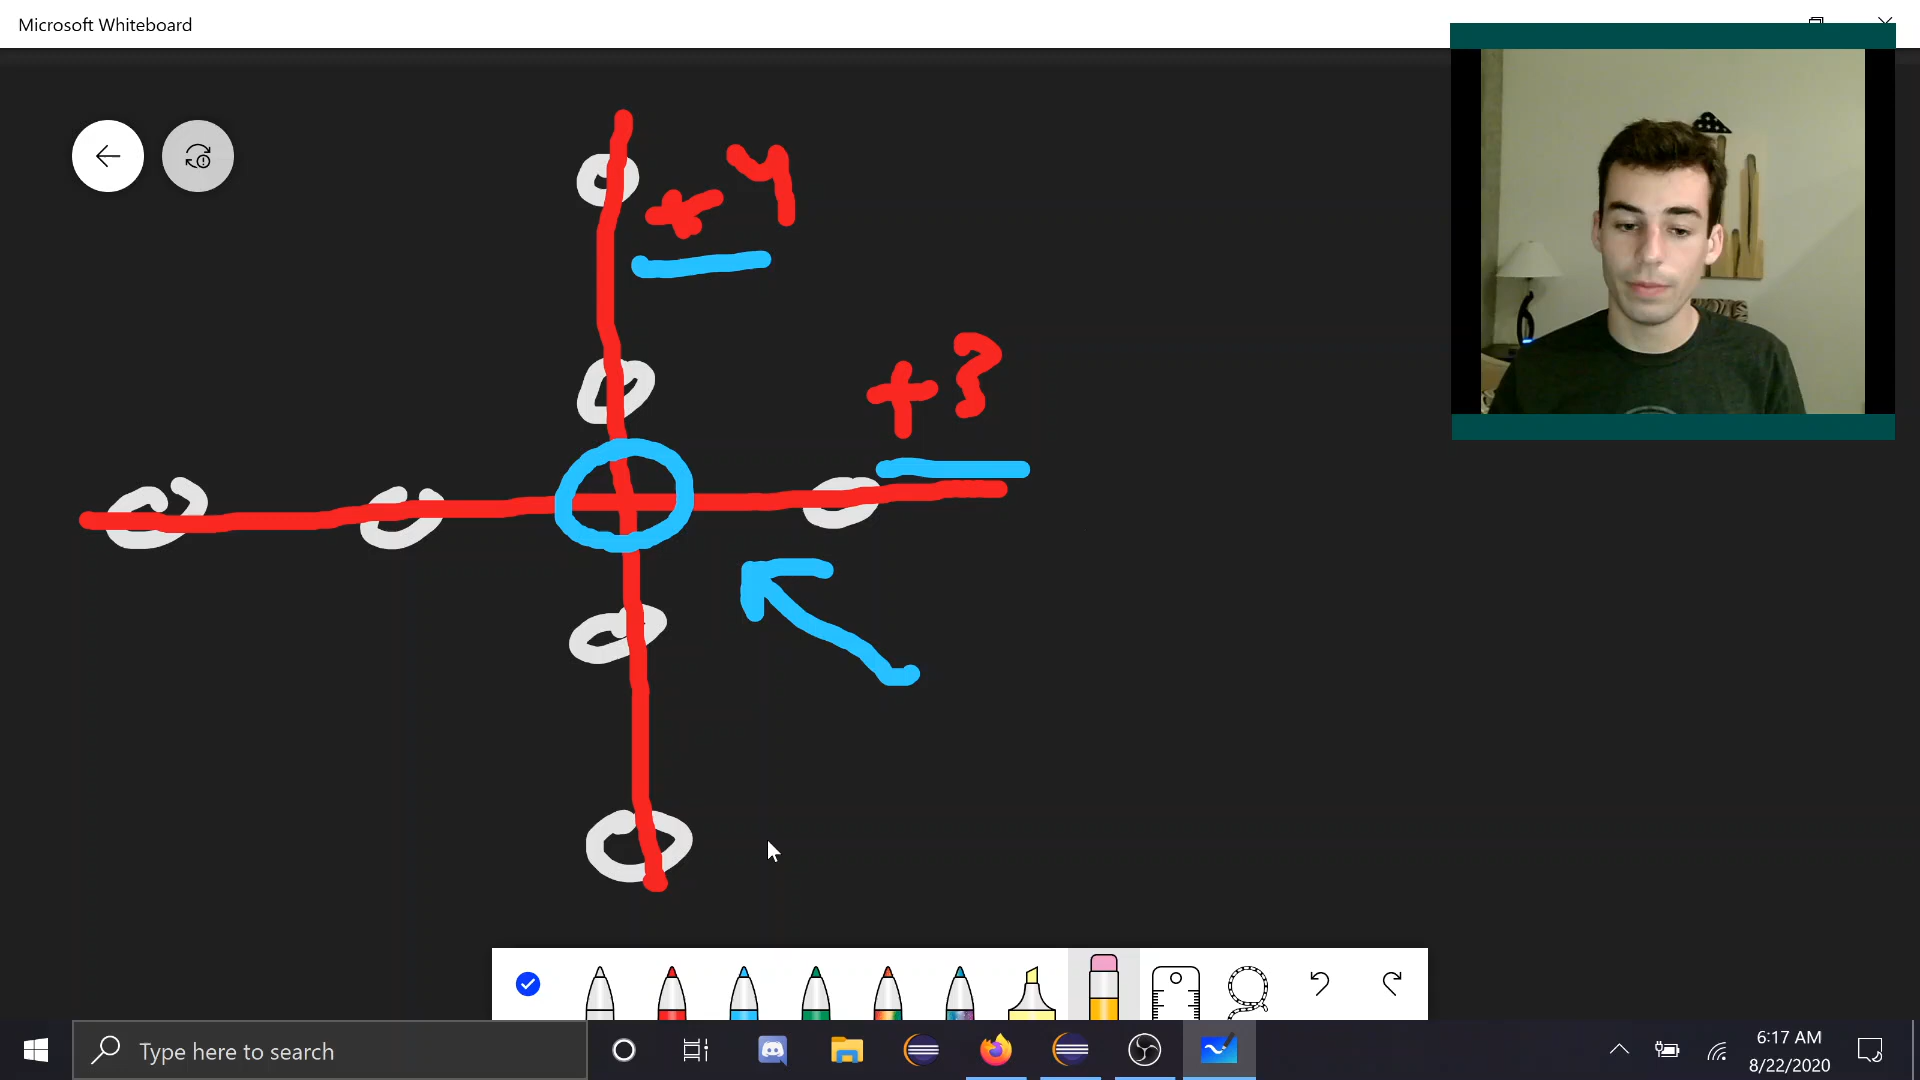 Microsoft Whiteboard
+ 4
+ 3
Type here to search
6:17 AM
8/22/2020